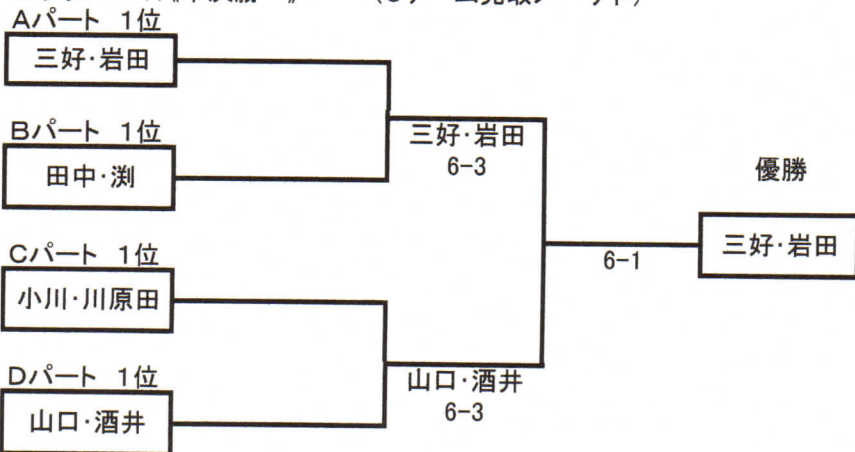 Aパート 1位
三好・岩田
Bパート 1位
田中・渕
三好・岩田
6-3
優勝
三好・岩田
6-1
Cパート 1位
小川・川原田
Dパート 1位
山口・酒井
山口・酒井
6-3